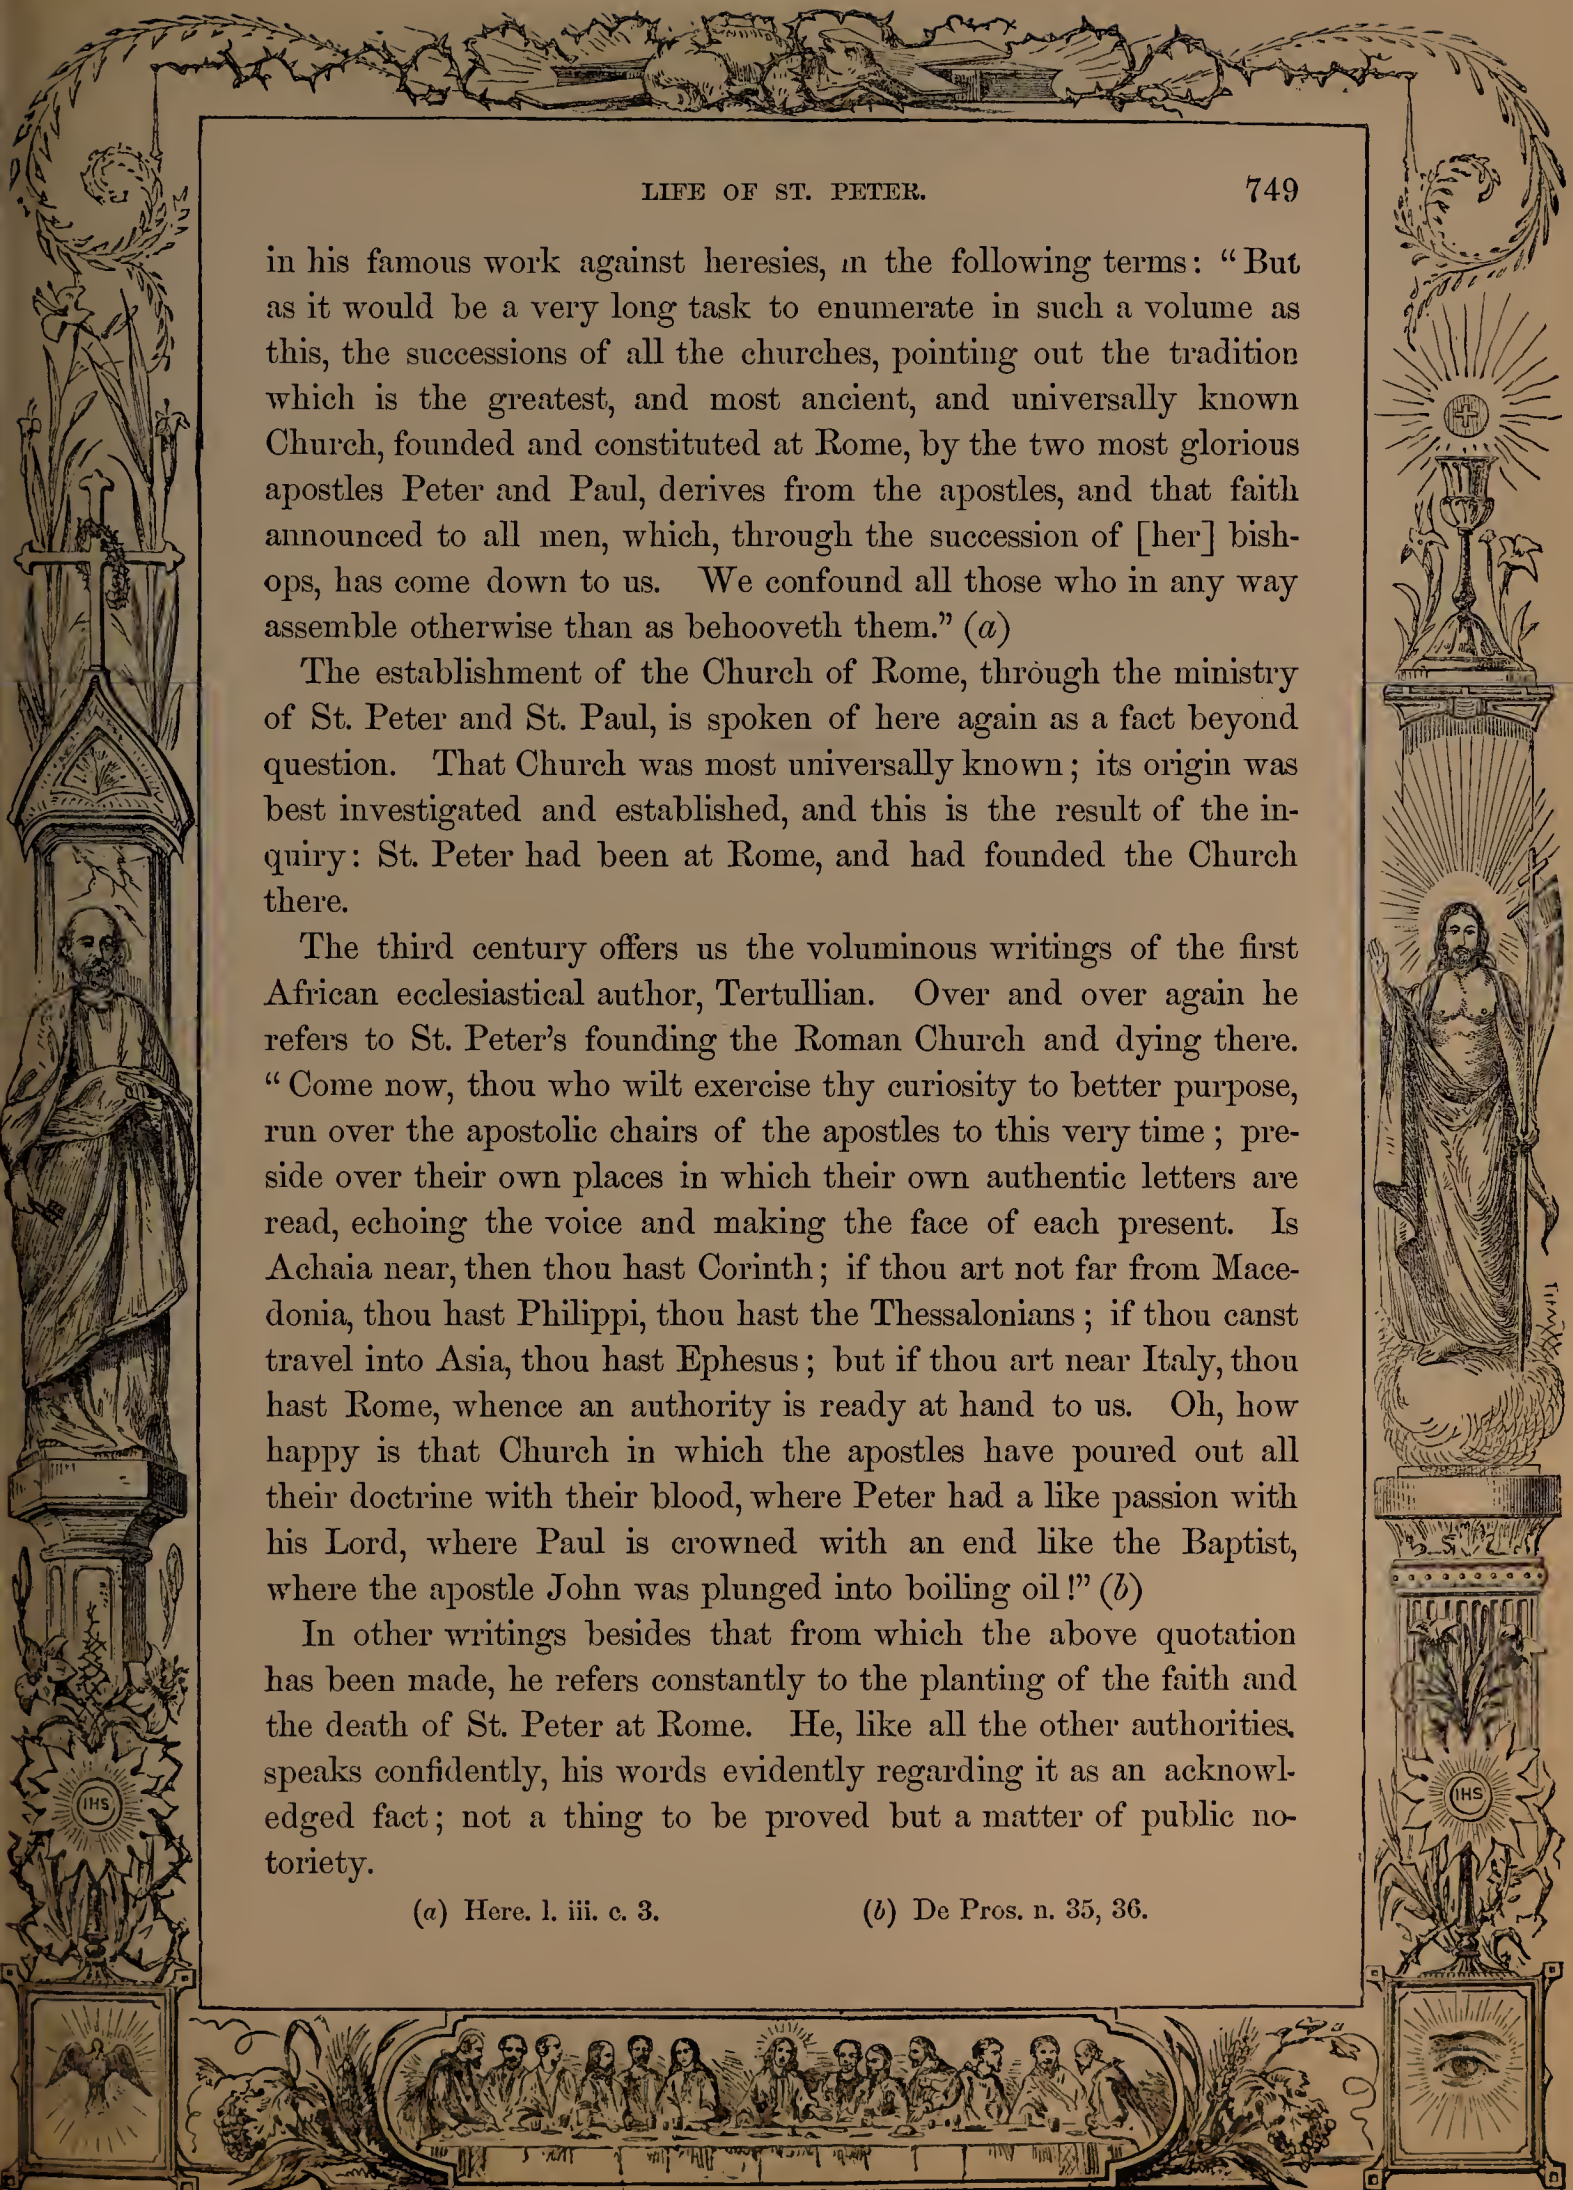 LIFE OF ST. PETER. 749
in his famous work against heresies, in the following terms: “But
as it would be a very long task to enumerate in such a volume as
this, the successions of all the churches, pointing out the tradition
which is the greatest, and most ancient, and universally known
Church, founded and constituted at Rome, by the two most glorious
apostles Peter and Paul, derives from the apostles, and that faith
announced to all men, which, through the succession of [her] bish-
ops, has come down to us. We confound all those who in any way
assemble otherwise than as behooveth them.” (a)
The establishment of the Church of Rome, through the ministry
of St. Peter and St. Paul, is spoken of here again as a fact beyond
question. That Church was most universally known; its origin was
best investigated and established, and this is the result of the in-
quiry: St. Peter had been at Rome, and had founded the Church
there.
The third century offers us the voluminous writings of the first
African ecclesiastical author, Tertullian. Over and over again he
refers to St. Peter’s founding the Roman Church and dying there.
“Come now, thou who wilt exercise thy curiosity to better purpose,
run over the apostolic chairs of the apostles to this very time; pre-
side over their own places in which their own authentic letters are
read, echoing the voice and making the face of each present. Is
Achaia near, then thou hast Corinth; if thou art not far from Mace-
donia, thou hast Philippi, thou hast the Thessalonians; if thou canst
travel into Asia, thou hast Ephesus; but if thou art near Italy, thou
hast Rome, whence an authority is ready at hand to us. Oh, how
happy is that Church in which the apostles have poured out all
their doctrine with their blood, where Peter had a like passion with
his Lord, where Paul is crowned with an end like the Baptist,
where the apostle John was plunged into boiling oil!” (b)
In other writings besides that from which the above quotation
has been made, he refers constantly to the planting of the faith and
the death of St. Peter at Rome. He, like all the other authorities,
speaks confidently, his words evidently regarding it as an acknowl-
edged fact; not a thing to be proved but a matter of public no-
toriety.
(a) Here. l. iii. c. 3. (b) De Pros. n. 35, 36.
IHS
IHS